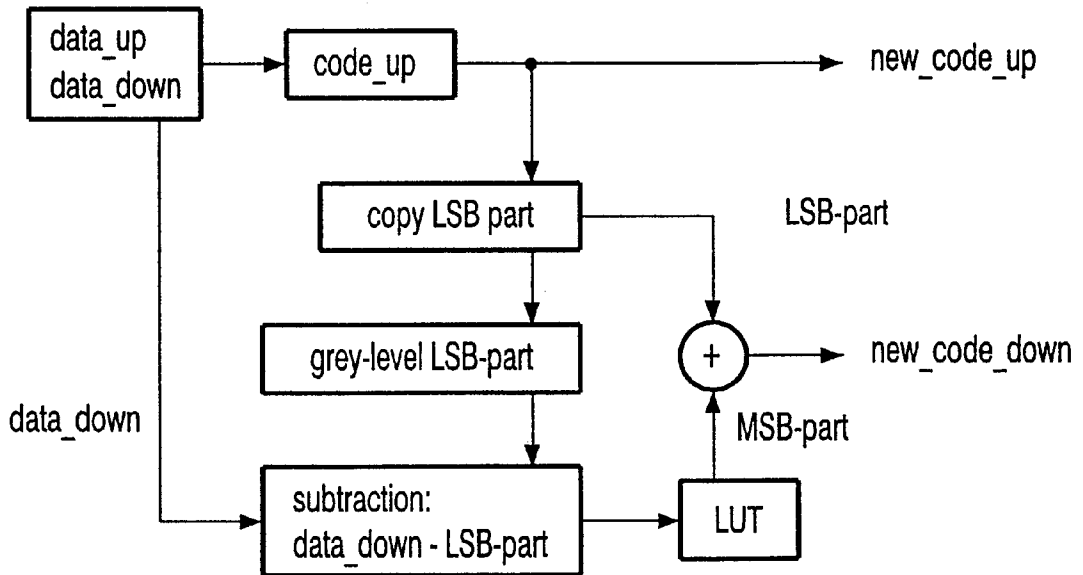 data_up
data_down
code_up
new_code_up
copy LSB part
LSB-part
grey-level LSB-part
+
new_code_down
data_down
MSB-part
subtraction:
data_down - LSB-part
LUT